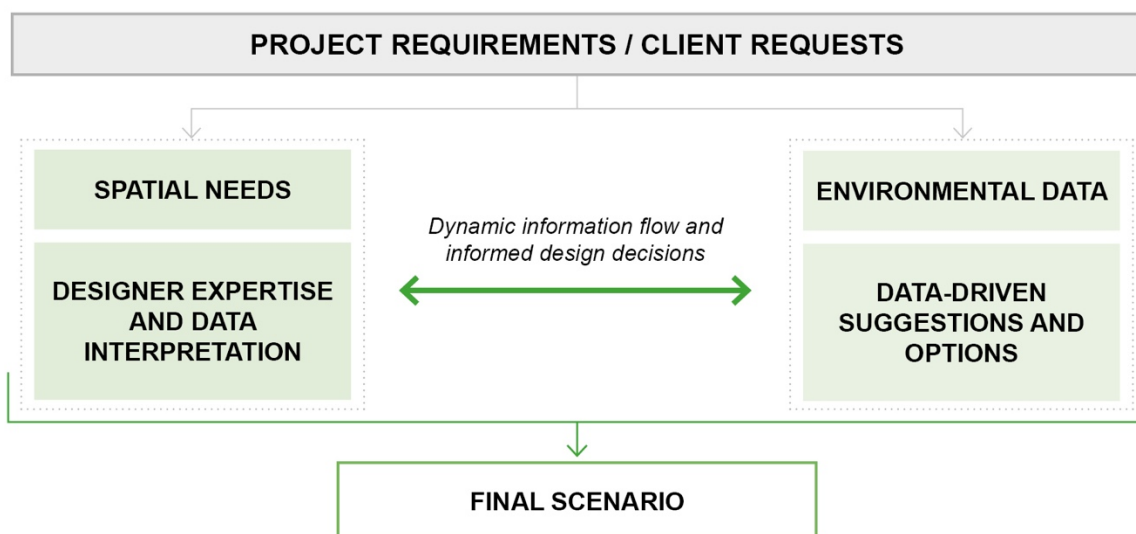 PROJECT REQUIREMENTS / CLIENT REQUESTS
SPATIAL NEEDS
DESIGNER EXPERTISE
AND DATA
INTERPRETATION
Dynamic information flow and
informed design decisions
ENVIRONMENTAL DATA
DATA-DRIVEN
SUGGESTIONS AND
OPTIONS
FINAL SCENARIO